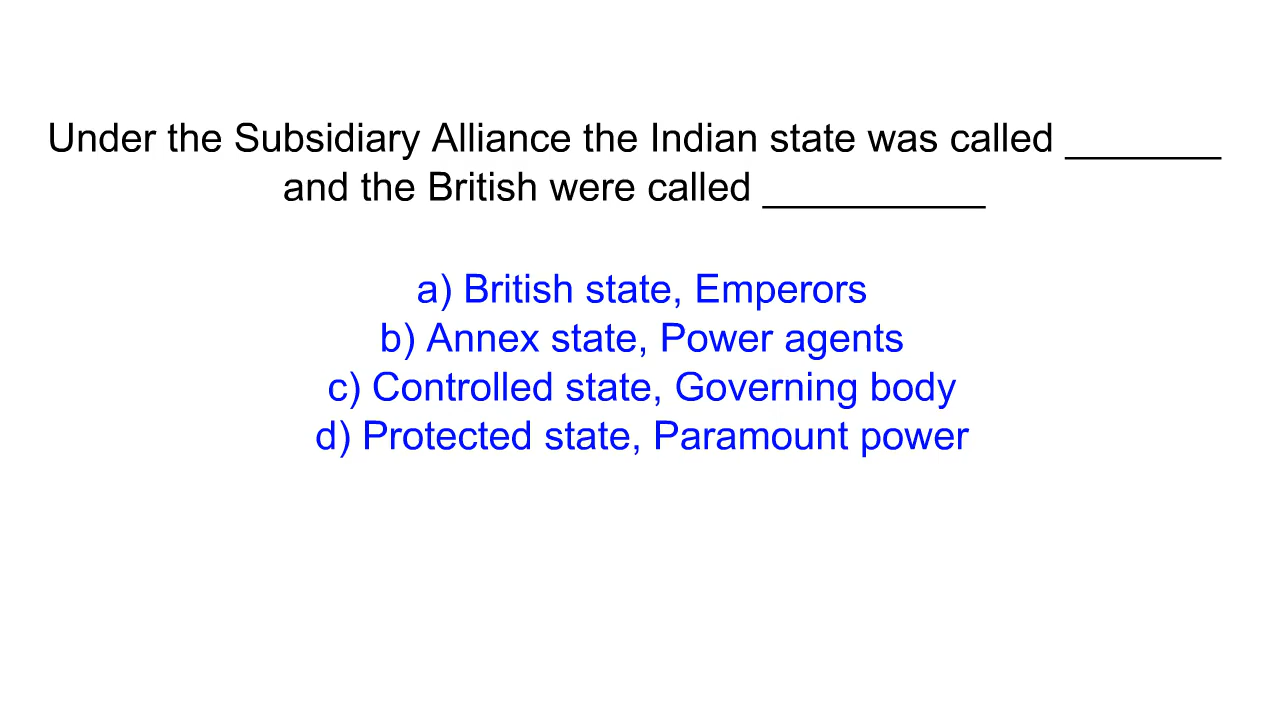 Under the Subsidiary Alliance the Indian state was called _______
and the British were called __________
a) British state, Emperors
b) Annex state, Power agents
c) Controlled state, Governing body
d) Protected state, Paramount power